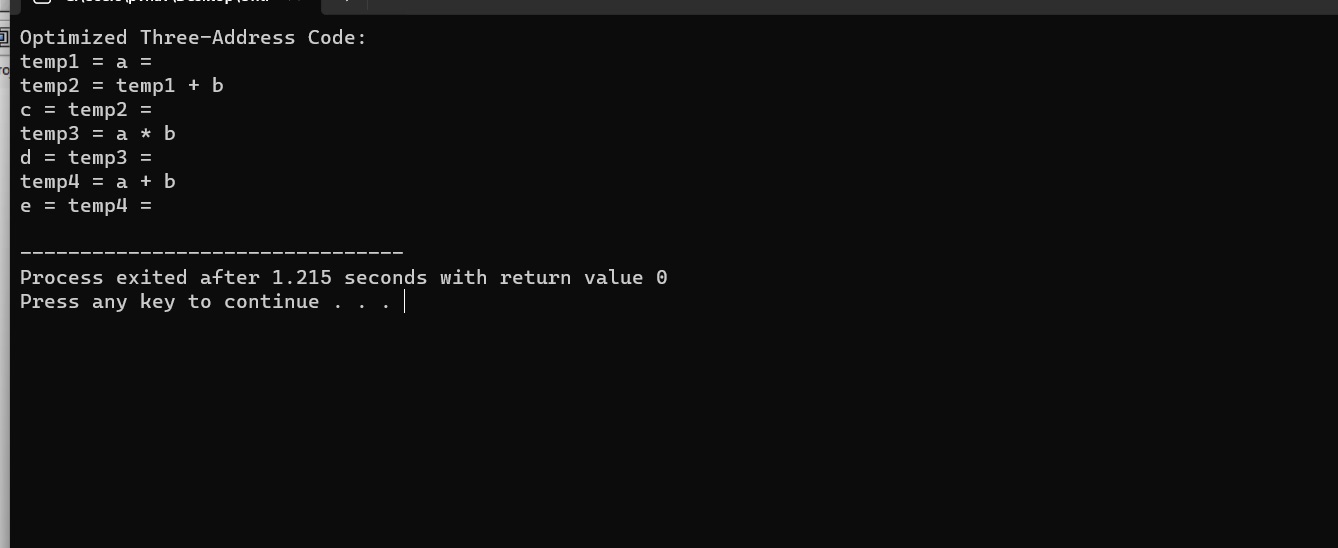 Optimized Three-Address Code:
temp1 = a =
temp2 = temp1 + b
c = temp2 =
temp3 = a * b
d = temp3 =
temp4 = a + b
e = temp4 =
--------------------------------
Process exited after 1.215 seconds with return value 0
Press any key to continue . . .